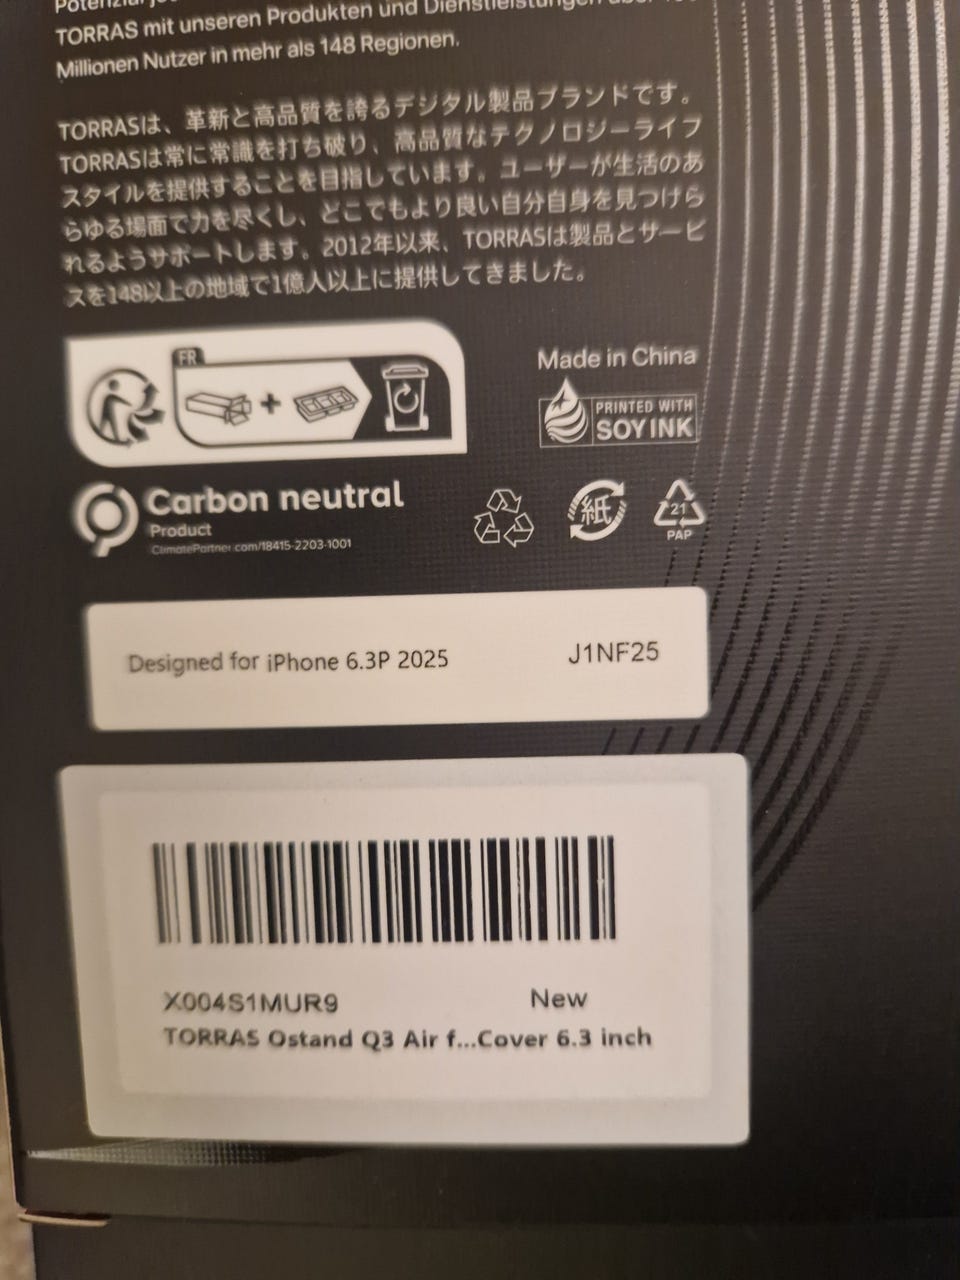 TORRAS mit unseren Produkten und Dienstleistungen über
Millionen Nutzer in mehr als 148 Regionen.
TORRASは、革新と高品質を誇るデジタル製品ブランドです。
TORRASは常に常識を打ち破り、高品質なテクノロジーライフ
スタイルを提供することを目指しています。ユーザーが生活のあ
らゆる場面で力を尽くし、どこでもより良い自分自身を見つけら
れるようサポートします。2012年以来、TORRASは製品とサービ
スを148以上の地域で1億人以上に提供してきました。
FR
Made in China
PRINTED WITH
SOY INK
Carbon neutral
Product
ClimatePartner.com/18415-2203-1001
紙
21
PAP
Designed for iPhone 6.3P 2025 J1NF25
X004S1MUR9 New
TORRAS Ostand Q3 Air f...Cover 6.3 inch